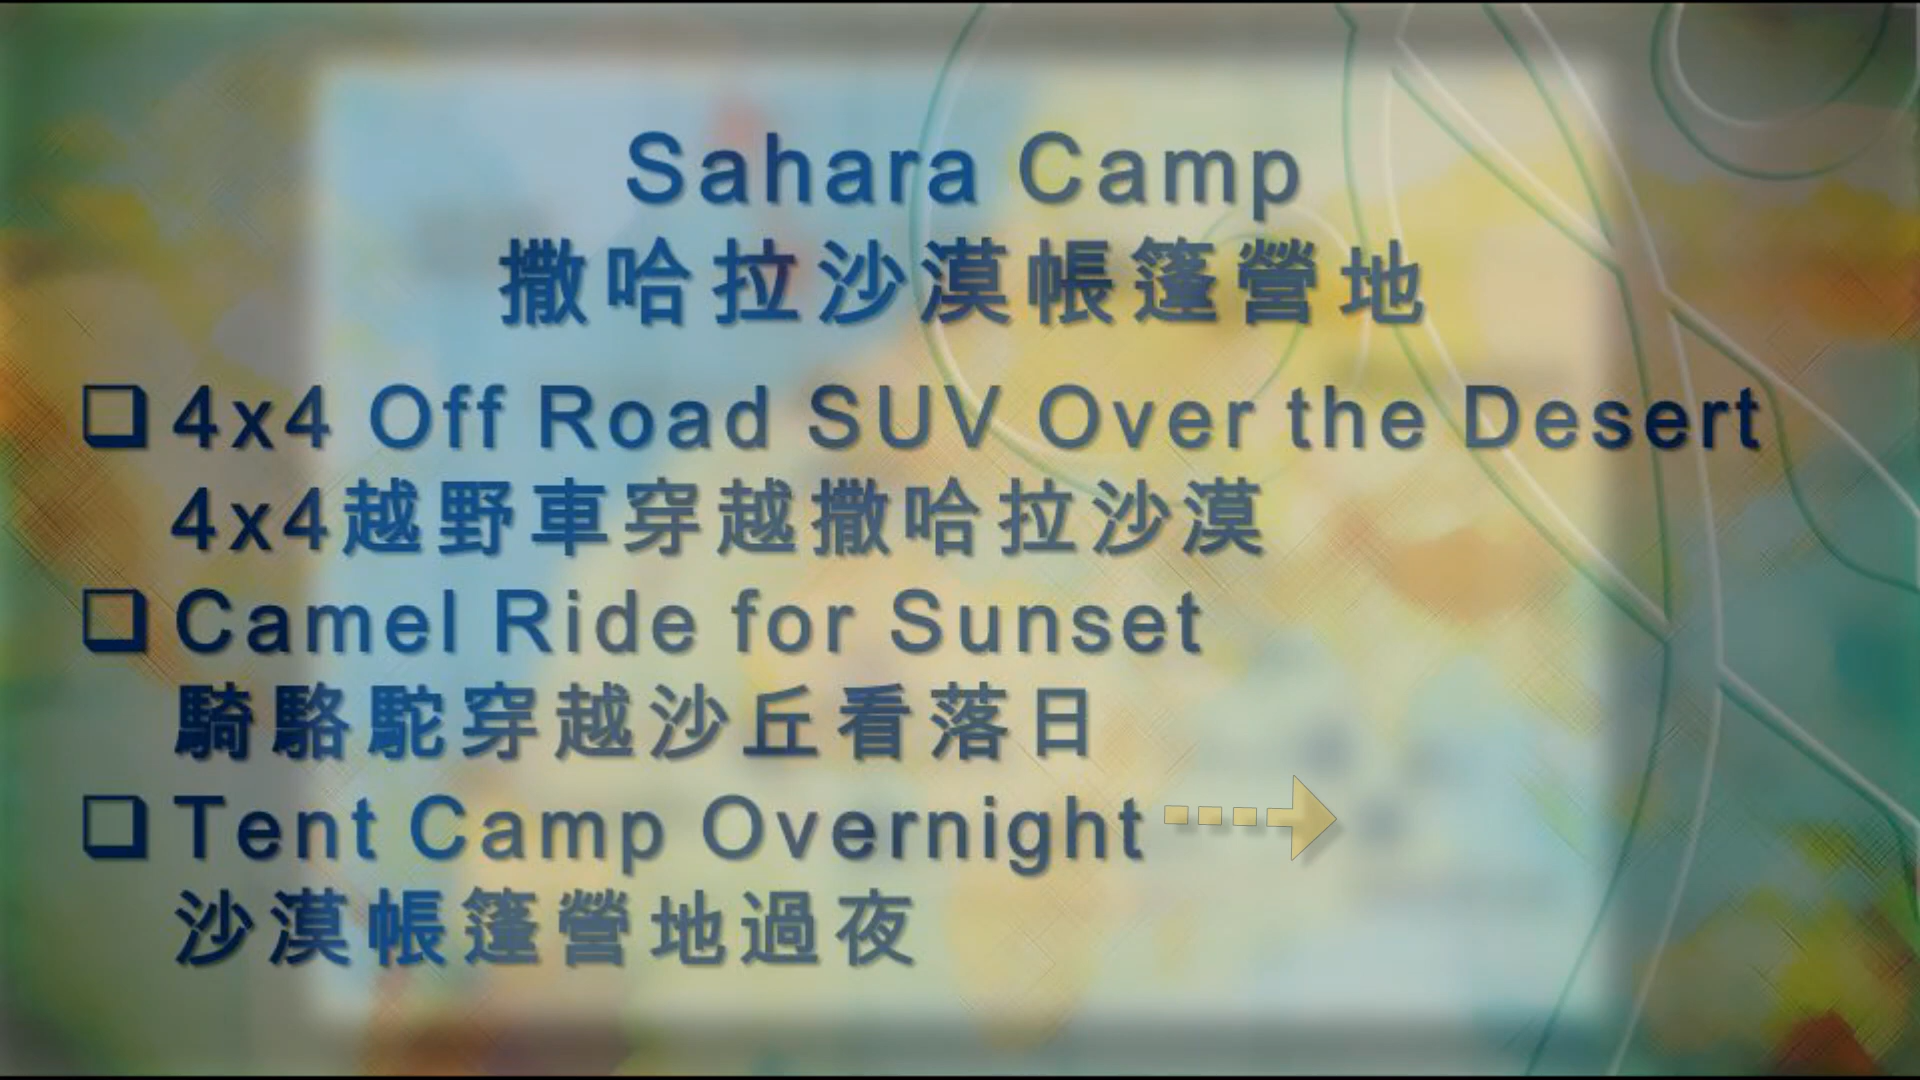 Sahara Camp
撒哈拉沙漠帳篷營地
❑ 4x4 Off Road SUV Over the Desert
4x4越野車穿越撒哈拉沙漠
❑ Camel Ride for Sunset
騎駱駝穿越沙丘看落日
❑ Tent Camp Overnight
沙漠帳篷營地過夜